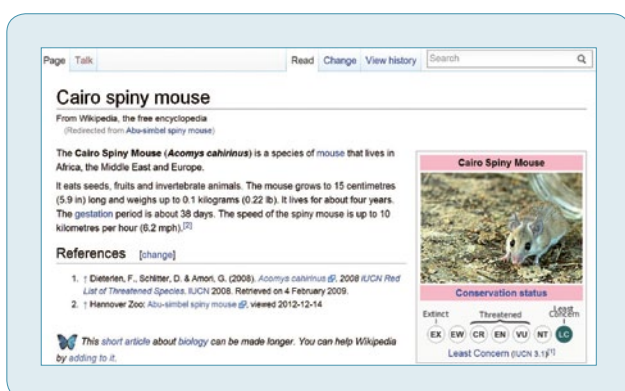 Page Talk Read Change View history Search
Cairo spiny mouse
From Wikipedia, the free encyclopedia
(Redirected from Abu-simbel spiny mouse)
The Cairo Spiny Mouse (Acomys cahirinus) is a species of mouse that lives in
Africa, the Middle East and Europe.
It eats seeds, fruits and invertebrate animals. The mouse grows to 15 centimetres
(5.9 in) long and weighs up to 0.1 kilograms (0.22 lb). It lives for about four years.
The gestation period is about 38 days. The speed of the spiny mouse is up to 10
kilometres per hour (6.2 mph).[2]
References [change]
1. ↑ Dieterlen, F., Schlitter, D. & Amori, G. (2008). Acomys cahirinus. 2008 IUCN Red
List of Threatened Species. IUCN 2008. Retrieved on 4 February 2009.
2. ↑ Hannover Zoo: Abu-simbel spiny mouse, viewed 2012-12-14
This short article about biology can be made longer. You can help Wikipedia
by adding to it.
Cairo Spiny Mouse
Conservation status
Extinct Threatened Least
Concern
EX EW CR EN VU NT LC
Least Concern (IUCN 3.1)[1]